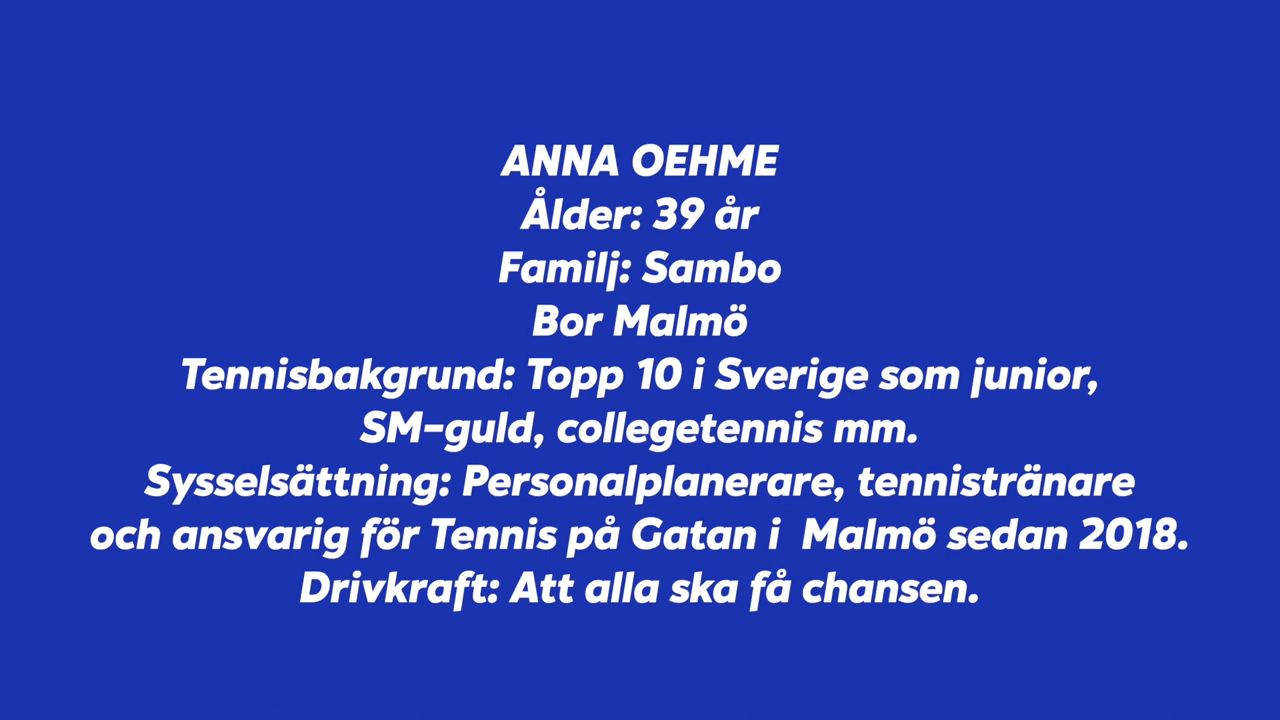 ANNA OEHME
Ålder: 39 år
Familj: Sambo
Bor Malmö
Tennisbakgrund: Topp 10 i Sverige som junior,
SM-guld, collegetennis mm.
Sysselsättning: Personalplanerare, tennistränare
och ansvarig för Tennis på Gatan i  Malmö sedan 2018.
Drivkraft: Att alla ska få chansen.